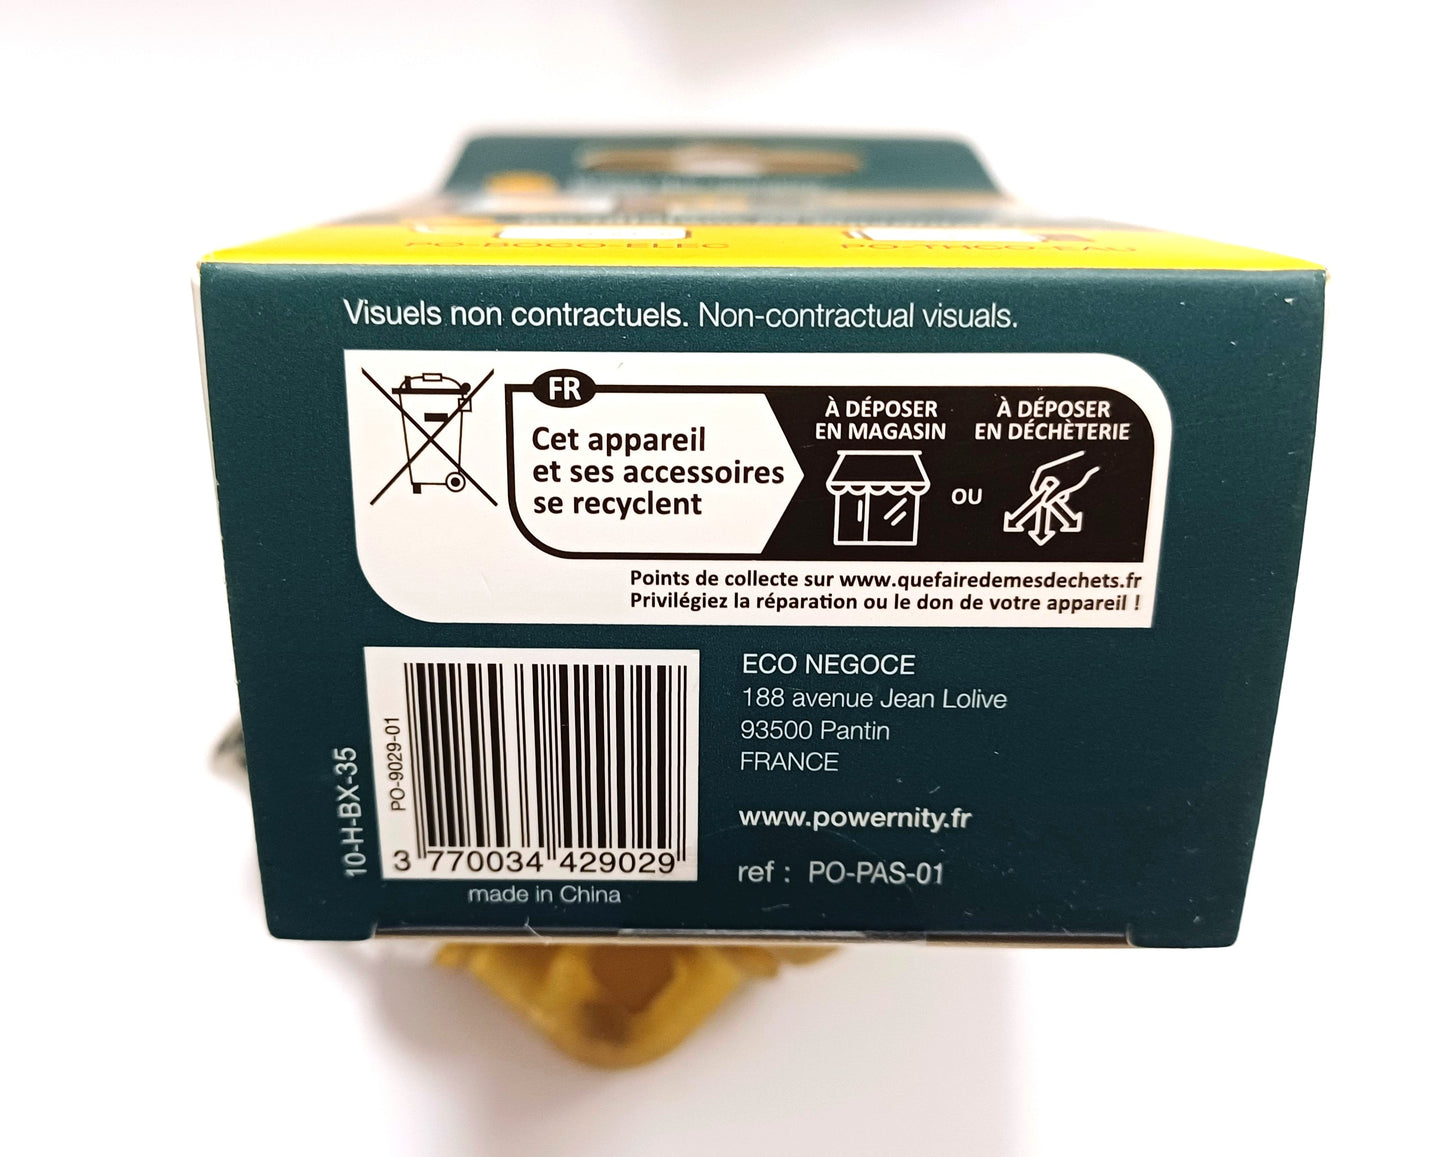 PO-BOCO-ELEC
Visuels non contractuels. Non-contractual visuals.
FR
Cet appareil
et ses accessoires
se recyclent
À DÉPOSER
EN MAGASIN
OU
À DÉPOSER
EN DÉCHÈTERIE
Points de collecte sur www.quefairedemesdechets.fr
Privilégiez la réparation ou le don de votre appareil !
10-H-BX-35
PO-9029-01
3 770034 429029
made in China
ECO NEGOCE
188 avenue Jean Lolive
93500 Pantin
FRANCE
www.powernity.fr
ref : PO-PAS-01